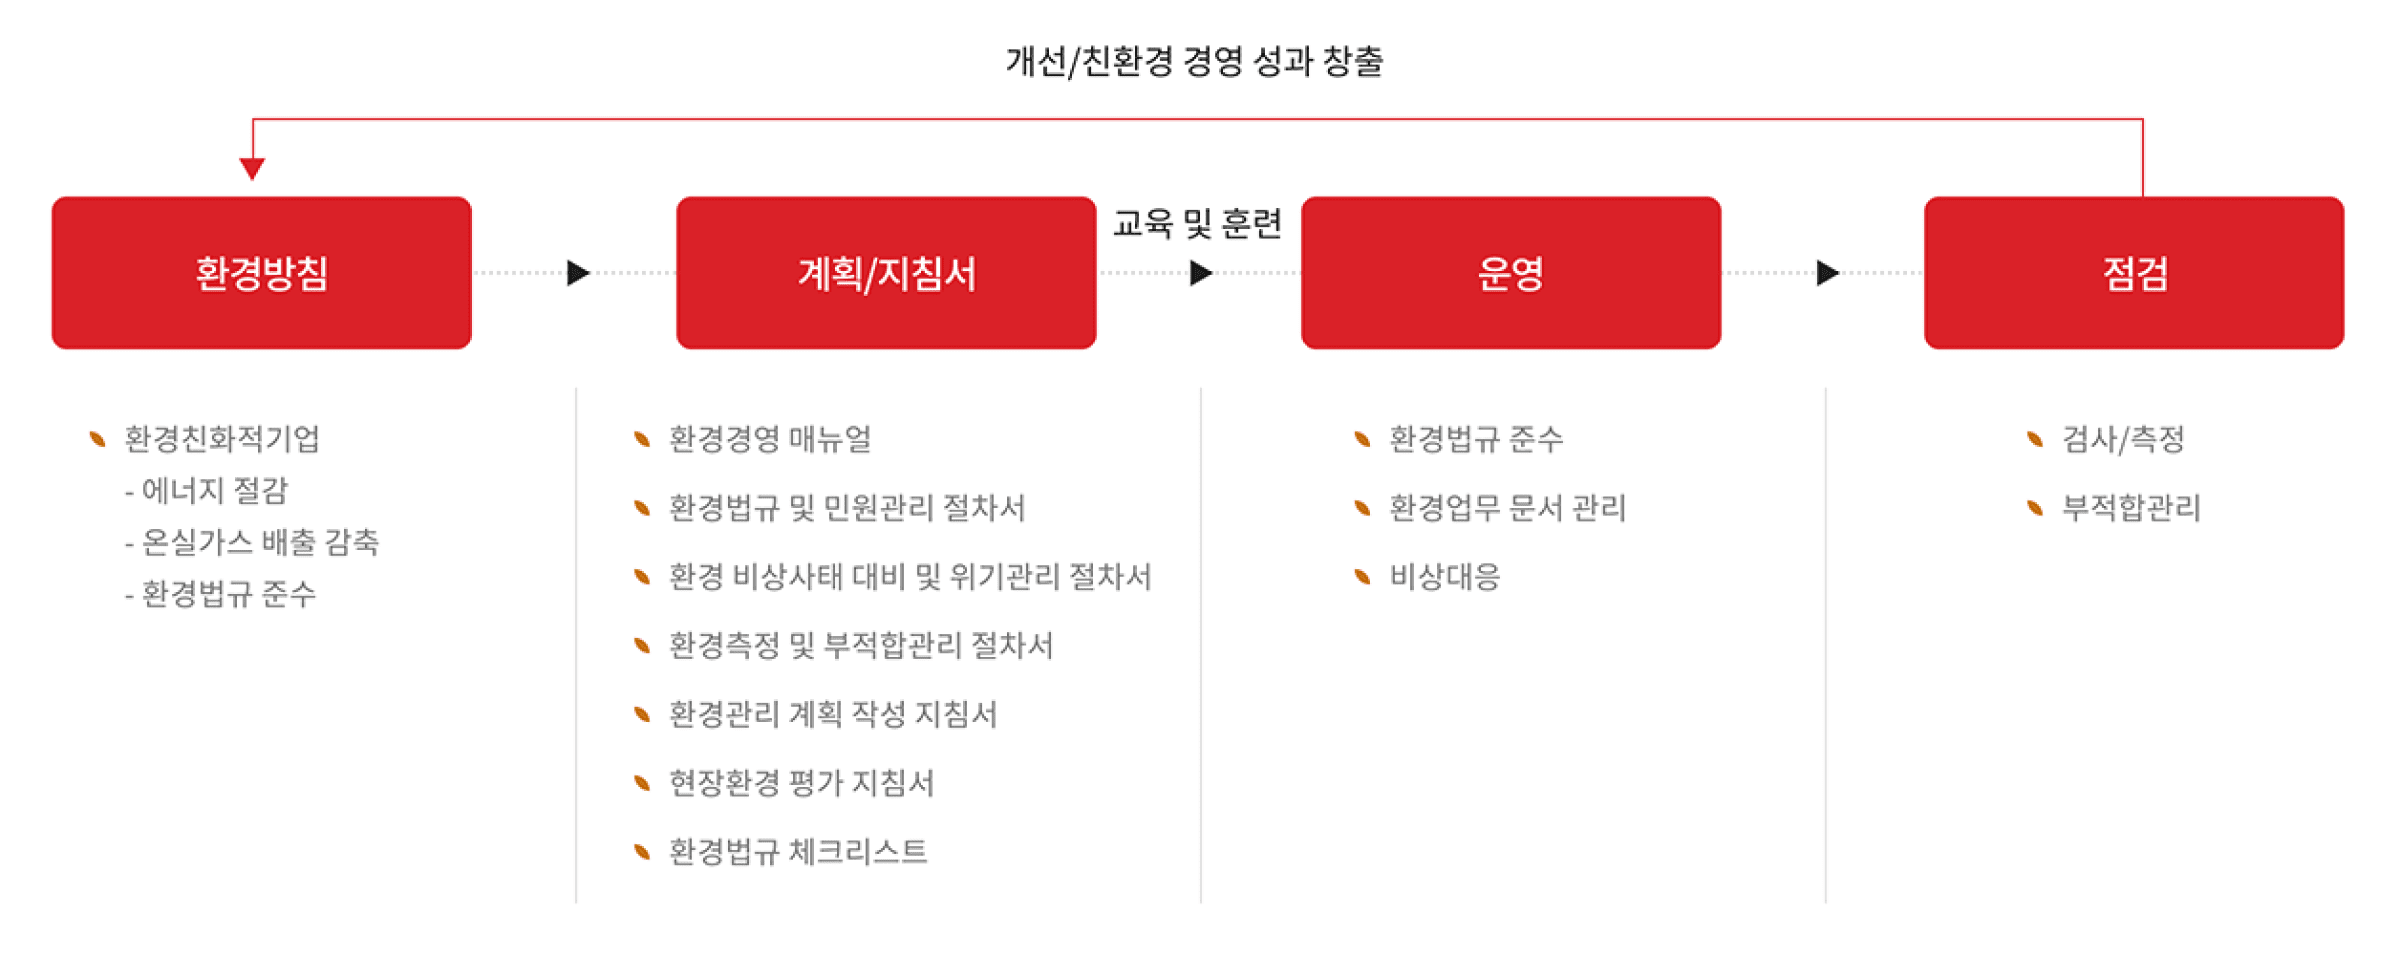 개선/친환경 경영 성과 창출
환경방침
계획/지침서
교육 및 훈련
운영
점검
환경친화적기업
- 에너지 절감
- 온실가스 배출 감축
- 환경법규 준수
환경경영 매뉴얼
환경법규 및 민원관리 절차서
환경 비상사태 대비 및 위기관리 절차서
환경측정 및 부적합관리 절차서
환경관리 계획 작성 지침서
현장환경 평가 지침서
환경법규 체크리스트
환경법규 준수
환경업무 문서 관리
비상대응
검사/측정
부적합관리